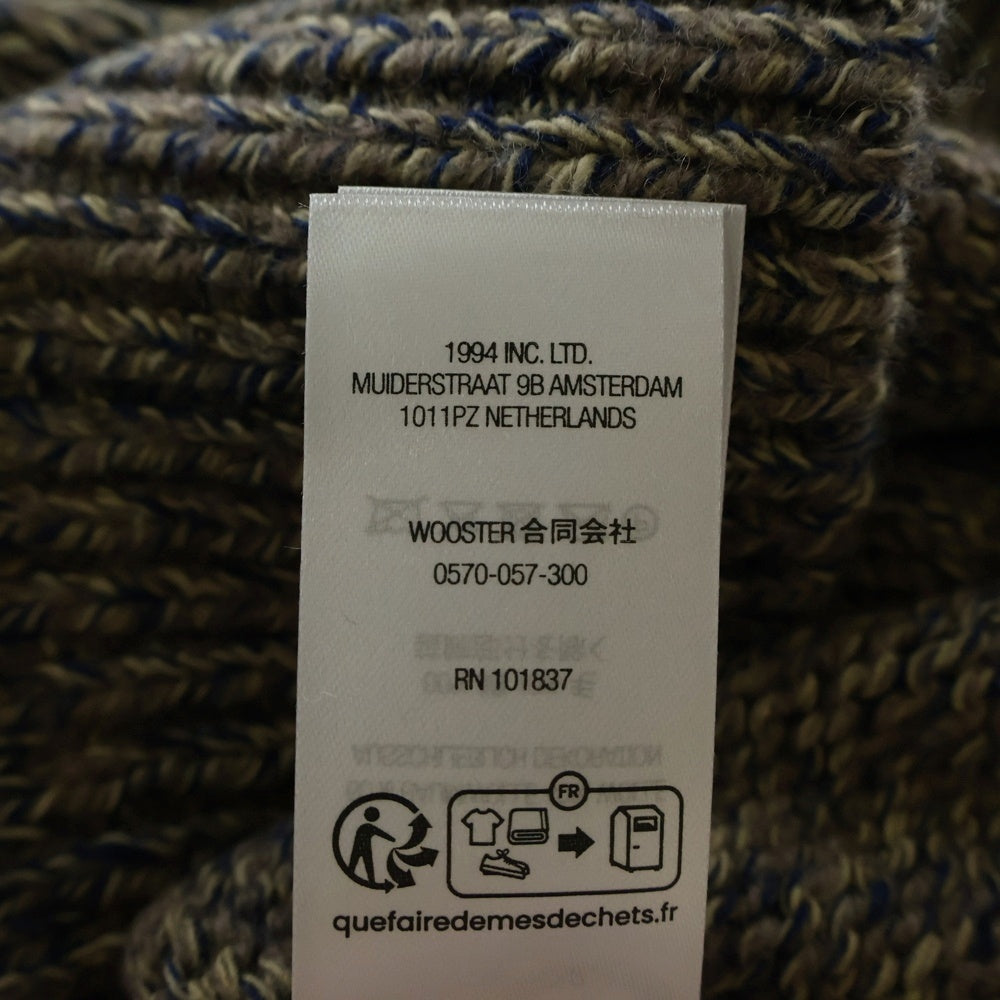 1994 INC. LTD.
MUIDERSTRAAT 9B AMSTERDAM
1011PZ NETHERLANDS
WOOSTER 合同会社
0570-057-300
RN 101837
FR
quefairedemesdechets.fr